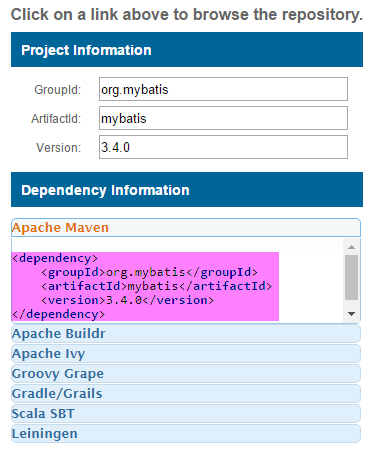 Click on a link above to browse the repository.
Project Information
GroupId: org.mybatis
ArtifactId: mybatis
Version: 3.4.0
Dependency Information
Apache Maven
<dependency>
    <groupId>org.mybatis</groupId>
    <artifactId>mybatis</artifactId>
    <version>3.4.0</version>
</dependency>
Apache Buildr
Apache Ivy
Groovy Grape
Gradle/Grails
Scala SBT
Leiningen